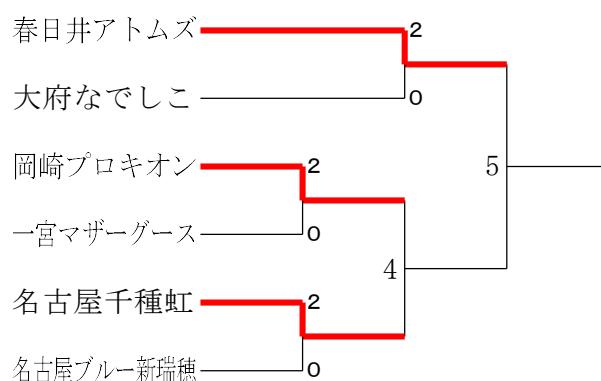 春日井アトムズ
2
大府なでしこ
0
岡崎プロキオン
2
5
一宮マザーグース
0
4
名古屋千種虹
2
名古屋ブルー新瑞穂
0